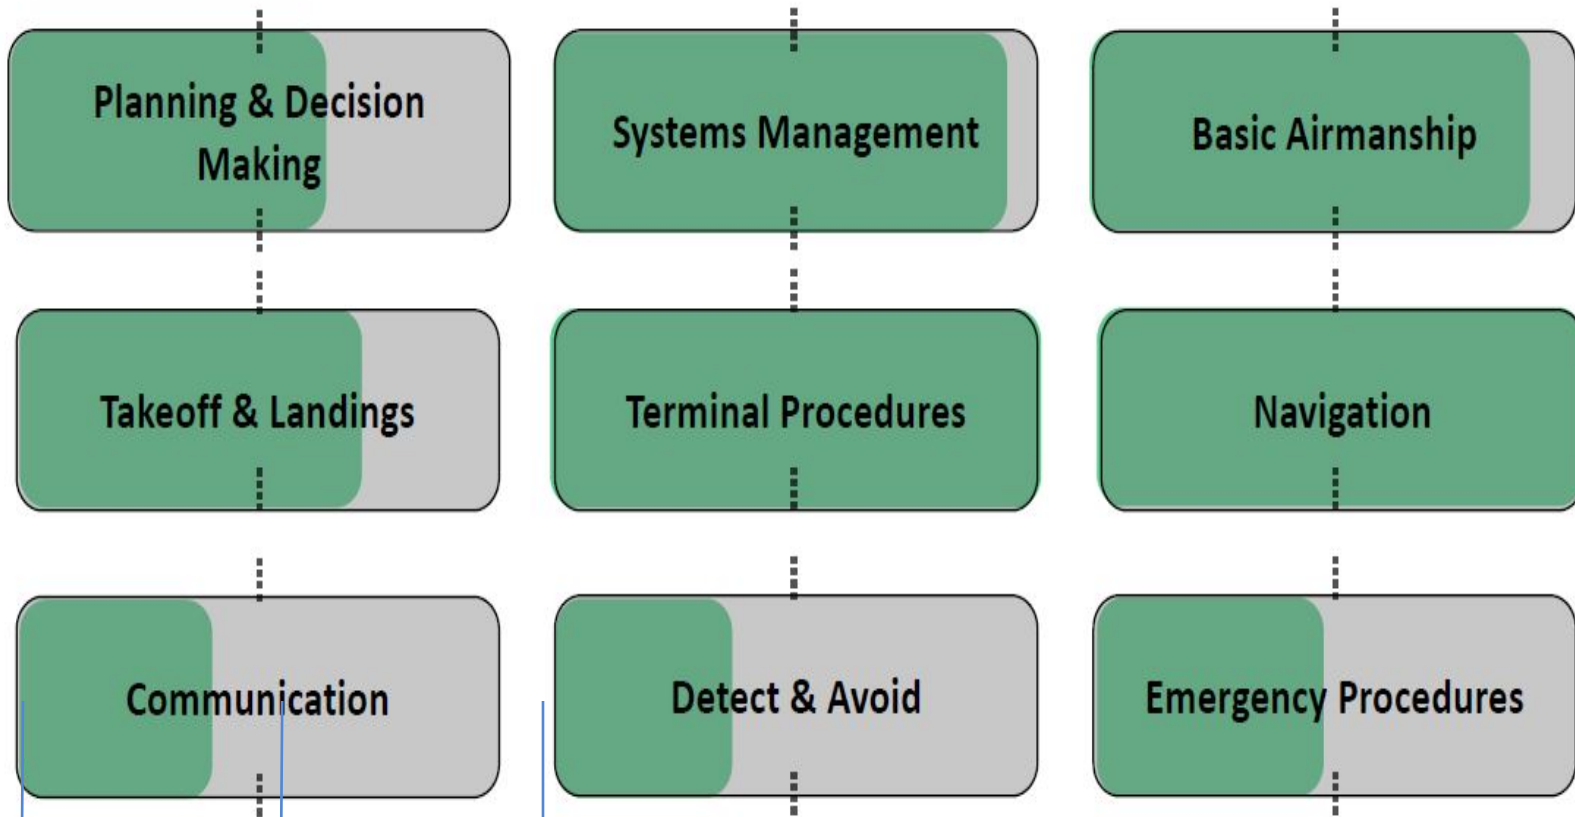 Planning & Decision
Making
Systems Management
Basic Airmanship
Takeoff & Landings
Terminal Procedures
Navigation
Communication
Detect & Avoid
Emergency Procedures